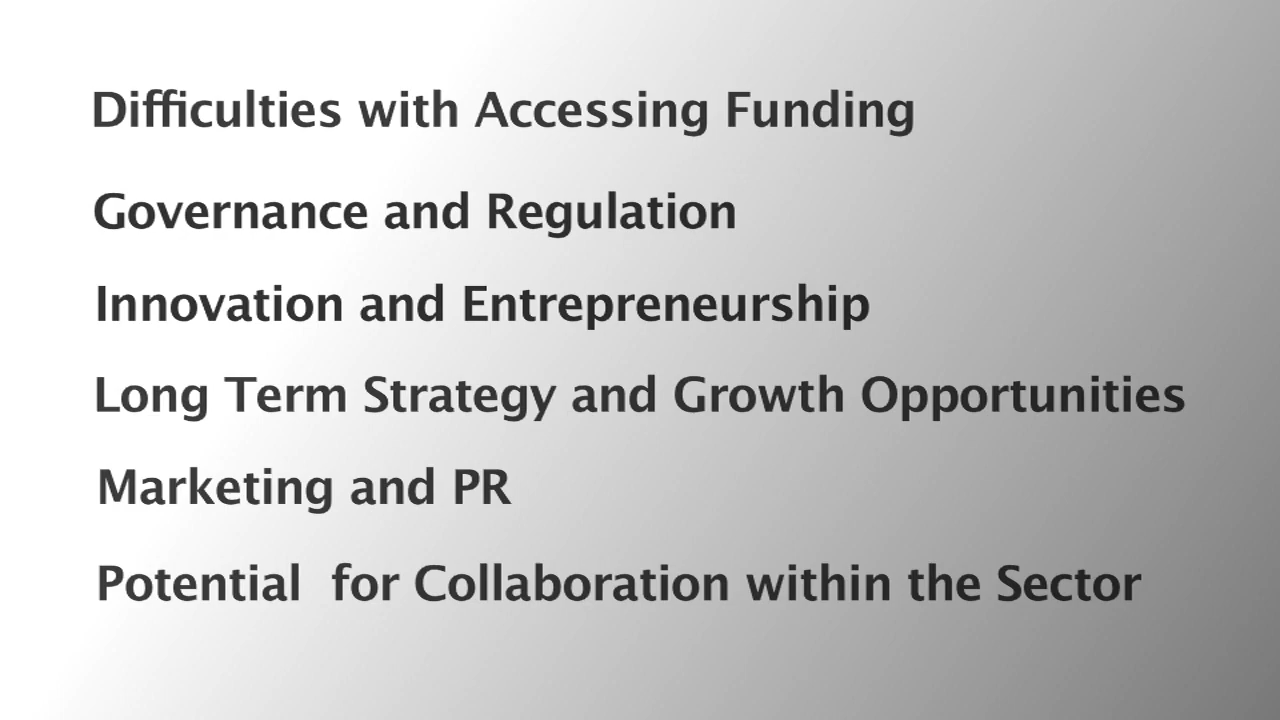 Difficulties with Accessing Funding
Governance and Regulation
Innovation and Entrepreneurship
Long Term Strategy and Growth Opportunities
Marketing and PR
Potential  for Collaboration within the Sector